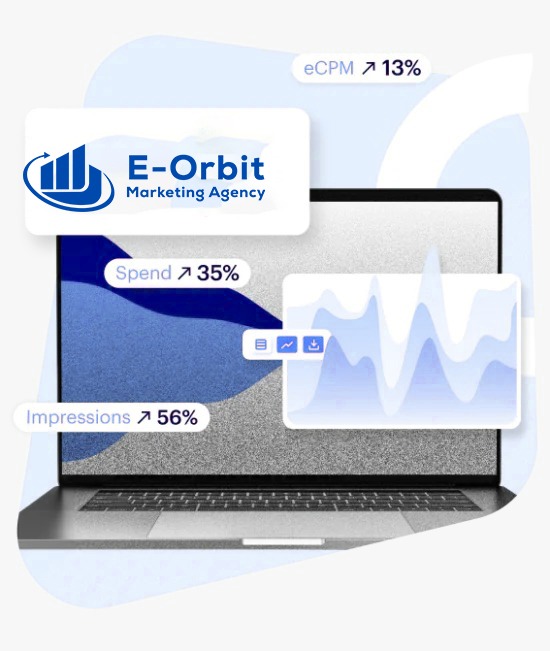 eCPM ↗ 13%
E-Orbit
Marketing Agency
Spend ↗ 35%
Impressions ↗ 56%